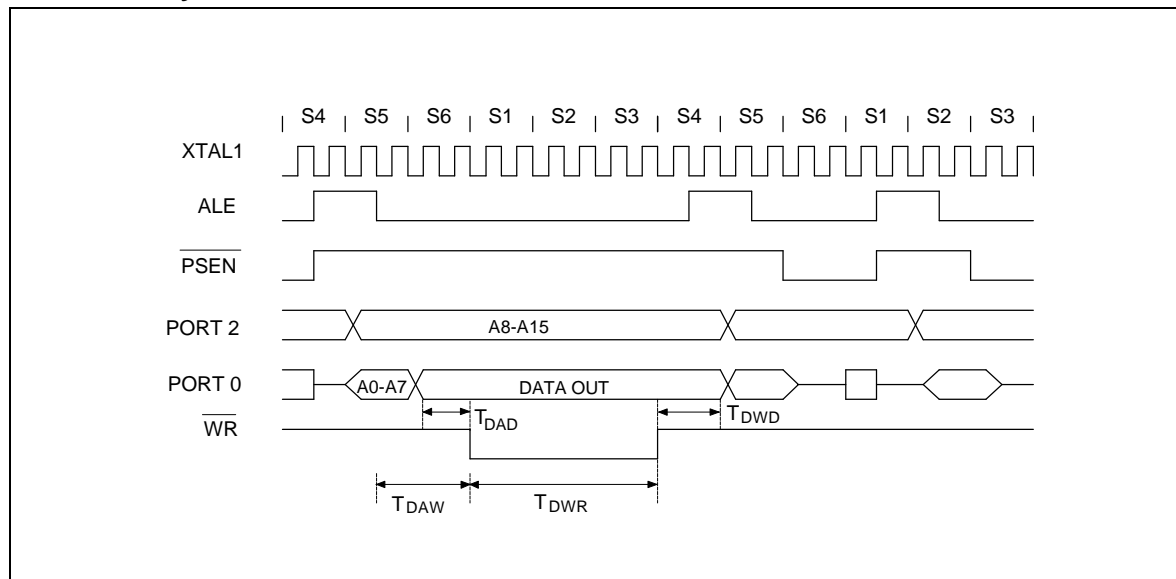 S4 S5 S6 S1 S2 S3 S4 S5 S6 S1 S2 S3
XTAL1
ALE
PSEN
PORT 2
A8-A15
PORT 0
A0-A7
DATA OUT
WR
TDAD
TDWD
TDAW
TDWR